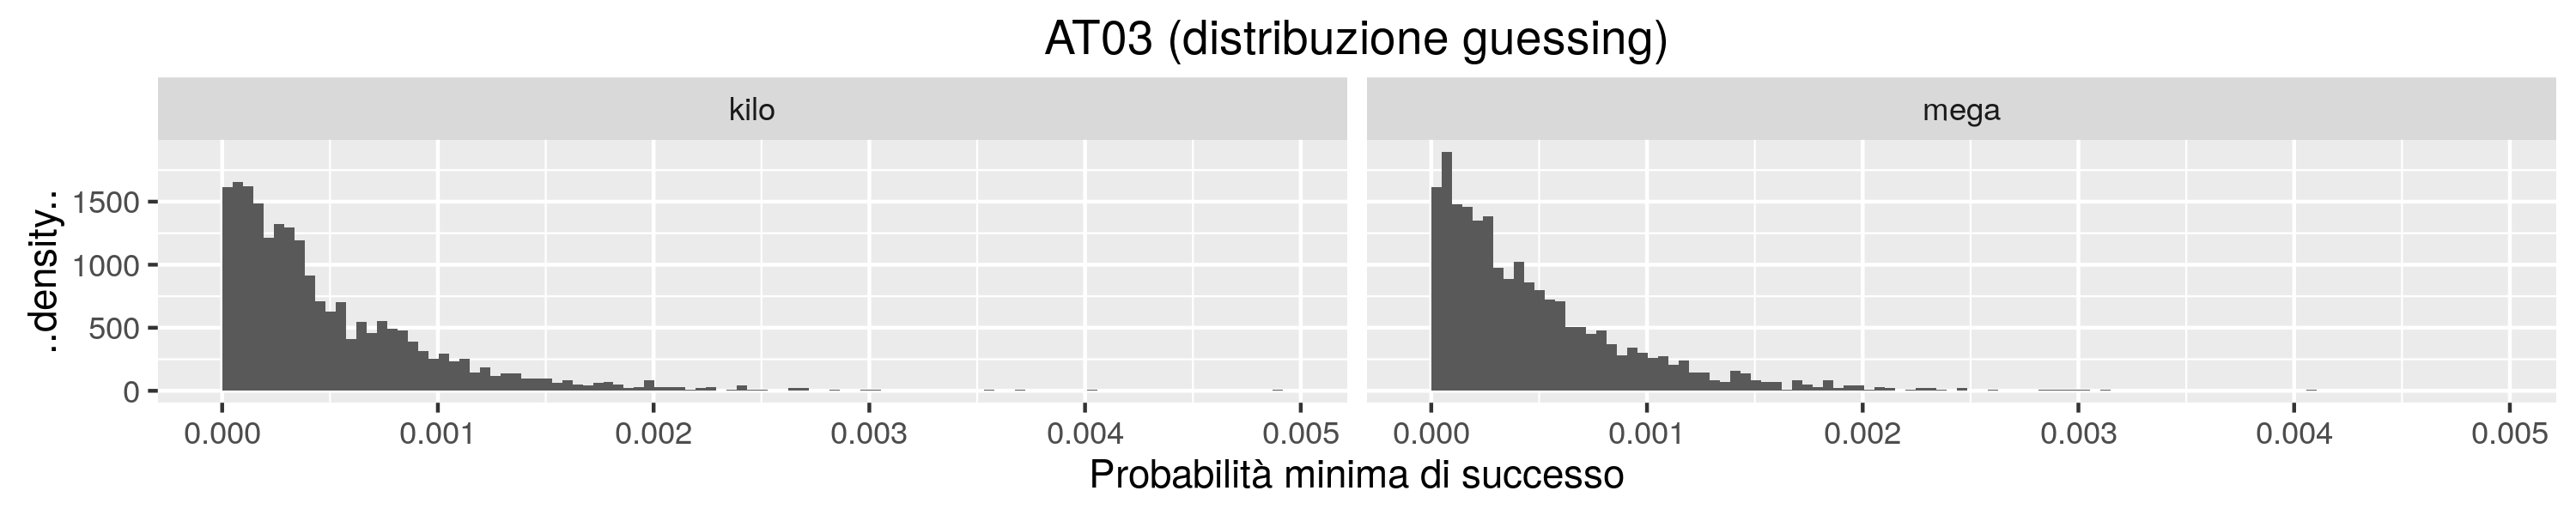 AT03 (distribuzione guessing)
kilo
mega
..density..
1500
1000
500
0
0.000 0.001 0.002 0.003 0.004 0.005
0.000 0.001 0.002 0.003 0.004 0.005
Probabilità minima di successo